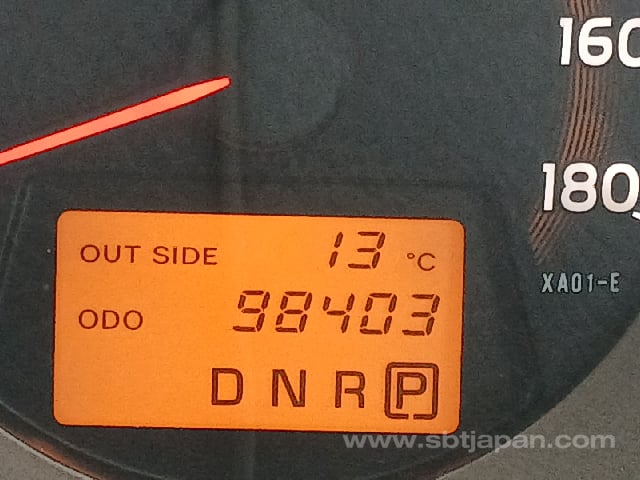 160
180
OUT SIDE 13 °C
XA01-E
ODO 98403
D N R P
www.sbtjapan.com